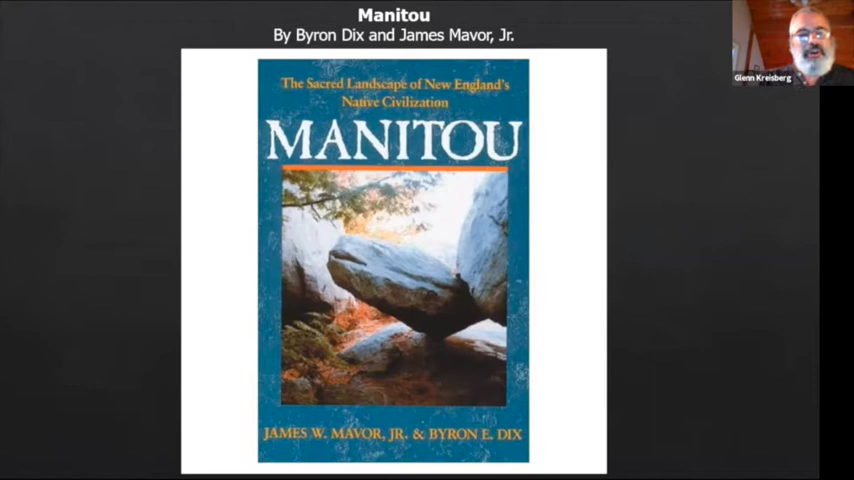 Manitou
By Byron Dix and James Mavor, Jr.
Glenn Kreisberg
The Sacred Landscape of New England's
Native Civilization
MANITOU
JAMES W. MAVOR, JR. & BYRON E. DIX